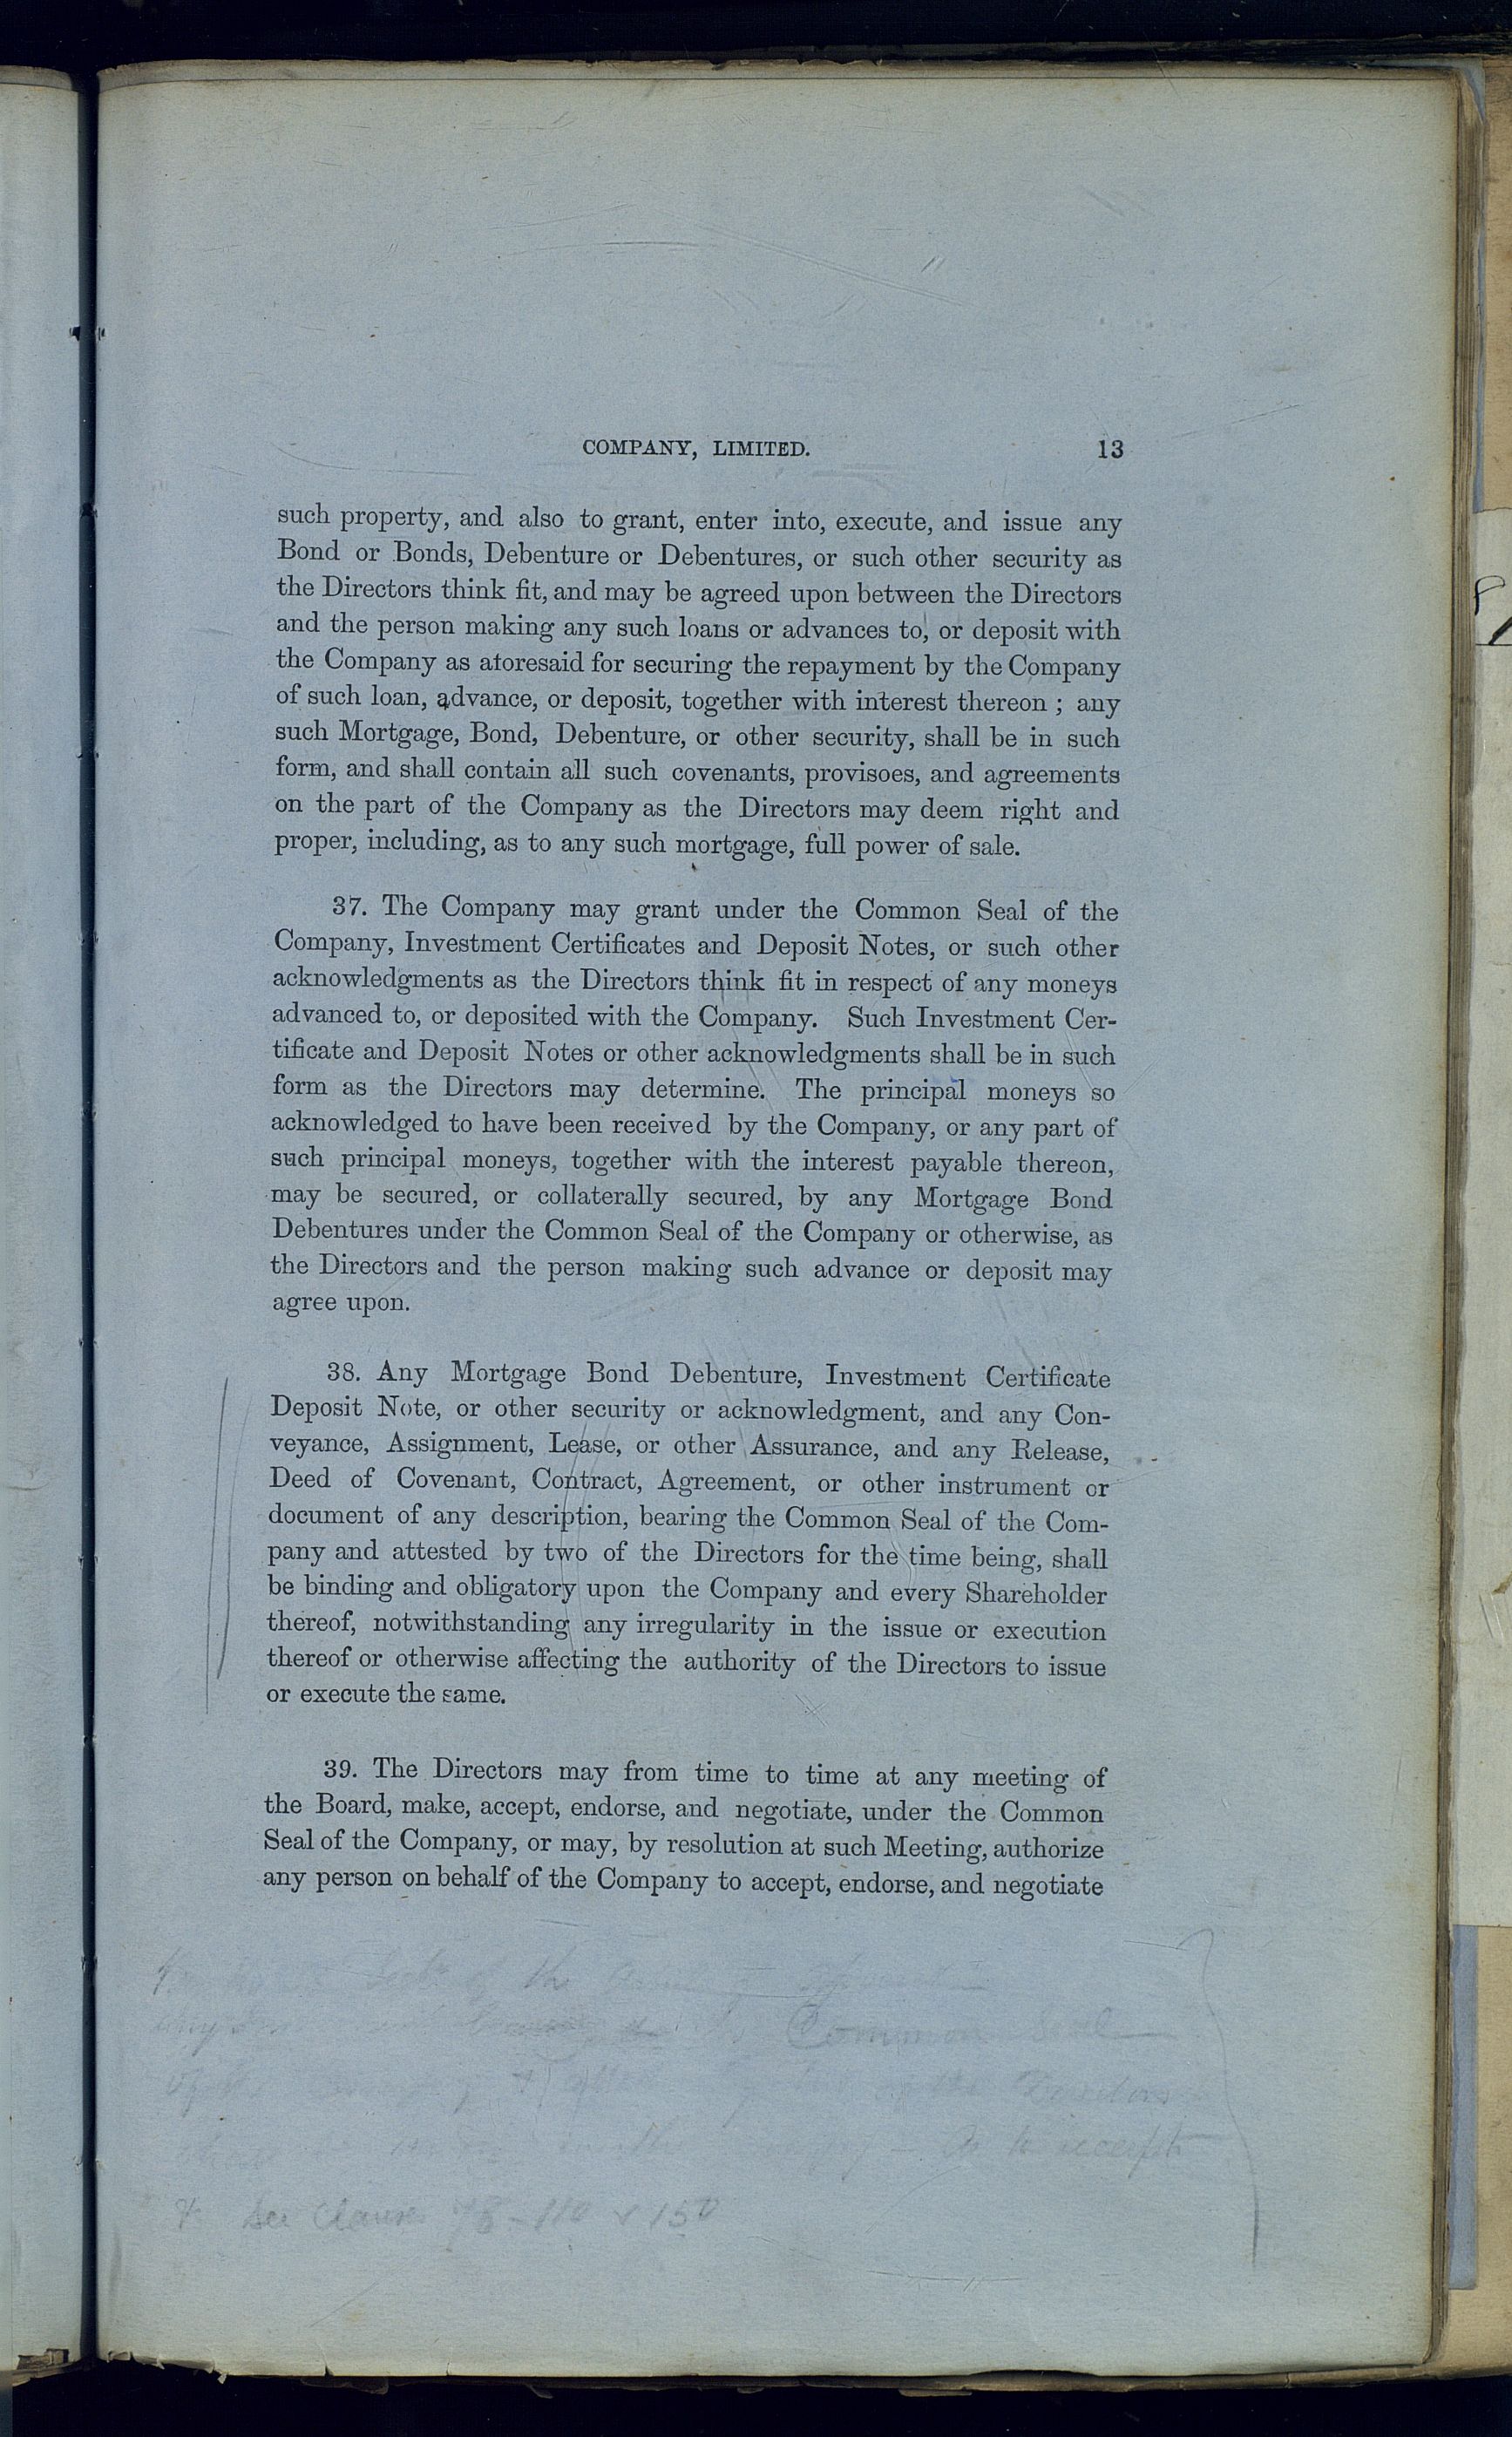 COMPANY, LIMITED. 13
such property, and also to grant, enter into, execute, and issue any
Bond or Bonds, Debenture or Debentures, or such other security as
the Directors think fit, and may be agreed upon between the Directors
and the person making any such loans or advances to, or deposit with
the Company as aforesaid for securing the repayment by the Company
of such loan, advance, or deposit, together with interest thereon ; any
such Mortgage, Bond, Debenture, or other security, shall be in such
form, and shall contain all such covenants, provisoes, and agreements
on the part of the Company as the Directors may deem right and
proper, including, as to any such mortgage, full power of sale.
37. The Company may grant under the Common Seal of the
Company, Investment Certificates and Deposit Notes, or such other
acknowledgments as the Directors think fit in respect of any moneys
advanced to, or deposited with the Company. Such Investment Cer-
tificate and Deposit Notes or other acknowledgments shall be in such
form as the Directors may determine. The principal moneys so
acknowledged to have been received by the Company, or any part of
such principal moneys, together with the interest payable thereon,
may be secured, or collaterally secured, by any Mortgage Bond
Debentures under the Common Seal of the Company or otherwise, as
the Directors and the person making such advance or deposit may
agree upon.
38. Any Mortgage Bond Debenture, Investment Certificate
Deposit Note, or other security or acknowledgment, and any Con-
veyance, Assignment, Lease, or other Assurance, and any Release,
Deed of Covenant, Contract, Agreement, or other instrument or
document of any description, bearing the Common Seal of the Com-
pany and attested by two of the Directors for the time being, shall
be binding and obligatory upon the Company and every Shareholder
thereof, notwithstanding any irregularity in the issue or execution
thereof or otherwise affecting the authority of the Directors to issue
or execute the same.
39. The Directors may from time to time at any meeting of
the Board, make, accept, endorse, and negotiate, under the Common
Seal of the Company, or may, by resolution at such Meeting, authorize
any person on behalf of the Company to accept, endorse, and negotiate
of the
Common Seal
of the Directors
As to receipts
See Clauses 78-110 & 150